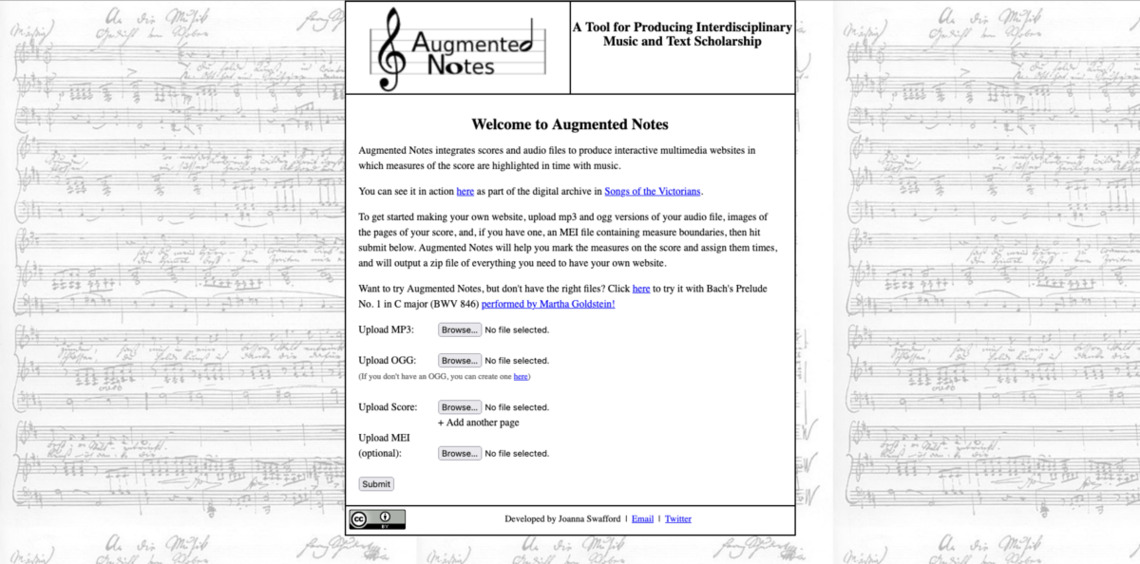 An die Musik
Augmented
Notes
A Tool for Producing Interdisciplinary
Music and Text Scholarship
Welcome to Augmented Notes
Augmented Notes integrates scores and audio files to produce interactive multimedia websites in
which measures of the score are highlighted in time with music.
You can see it in action here as part of the digital archive in Songs of the Victorians.
To get started making your own website, upload mp3 and ogg versions of your audio file, images of
the pages of your score, and, if you have one, an MEI file containing measure boundaries, then hit
submit below. Augmented Notes will help you mark the measures on the score and assign them times,
and will output a zip file of everything you need to have your own website.
Want to try Augmented Notes, but don't have the right files? Click here to try it with Bach's Prelude
No. 1 in C major (BWV 846) performed by Martha Goldstein!
Upload MP3: Browse... No file selected.
Upload OGG: Browse... No file selected.
(If you don't have an OGG, you can create one here)
Upload Score: Browse... No file selected.
+ Add another page
Upload MEI
(optional): Browse... No file selected.
Submit
cc BY
Developed by Joanna Swafford | Email | Twitter